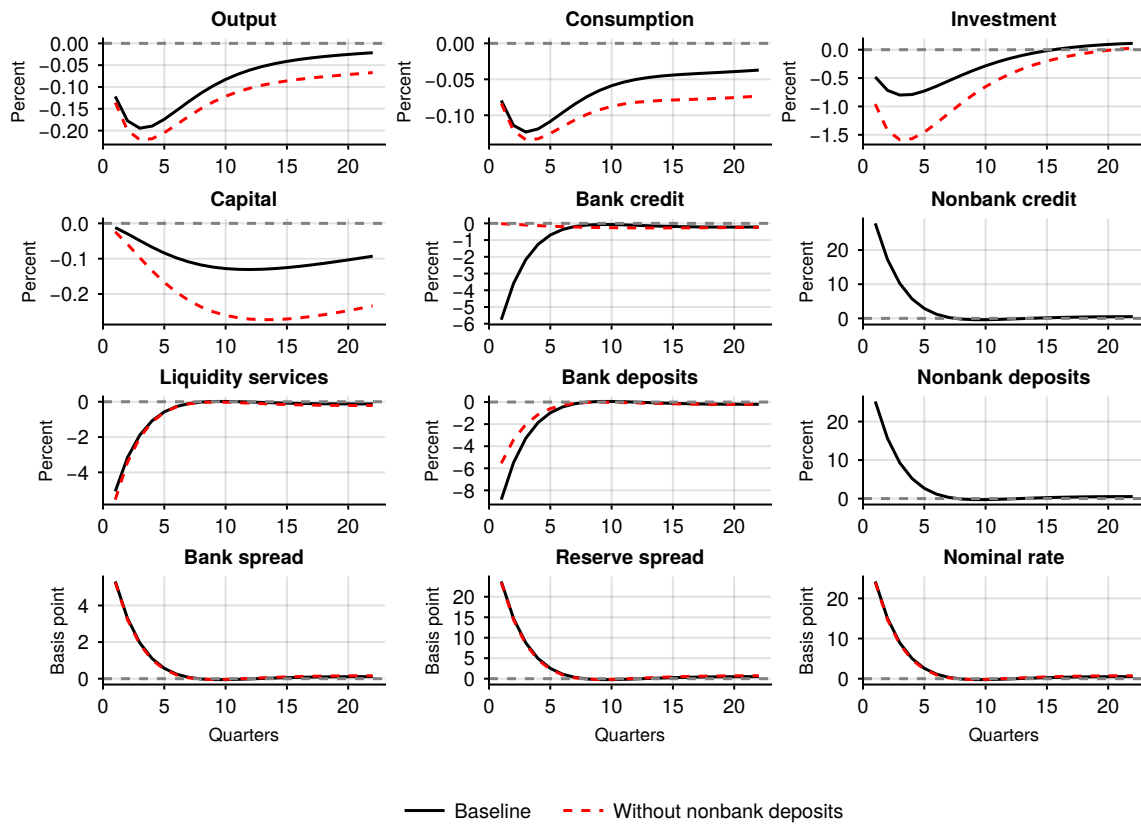 Output Consumption Investment
Percent 0.00 −0.05 −0.10 −0.15 −0.20 0 5 10 15 20
Percent 0.00 −0.05 −0.10 0 5 10 15 20
Percent 0.0 −0.5 −1.0 −1.5 0 5 10 15 20
Capital Bank credit Nonbank credit
Percent 0.0 −0.1 −0.2 0 5 10 15 20
Percent 0 −1 −2 −3 −4 −5 −6 0 5 10 15 20
Percent 20 10 0 0 5 10 15 20
Liquidity services Bank deposits Nonbank deposits
Percent 0 −2 −4 0 5 10 15 20
Percent 0 −2 −4 −6 −8 0 5 10 15 20
Percent 20 10 0 0 5 10 15 20
Bank spread Reserve spread Nominal rate
Basis point 4 2 0 0 5 10 15 20
Basis point 20 15 10 5 0 0 5 10 15 20
Basis point 20 10 0 0 5 10 15 20
Quarters Quarters Quarters
Baseline Without nonbank deposits